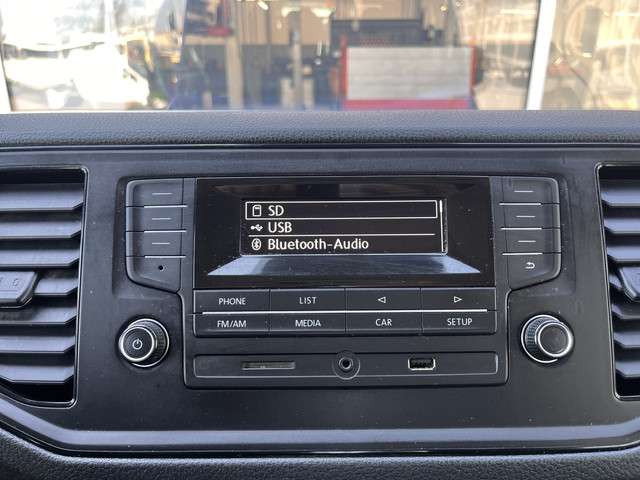 SD
USB
Bluetooth-Audio
PHONE LIST
FM/AM MEDIA CAR SETUP